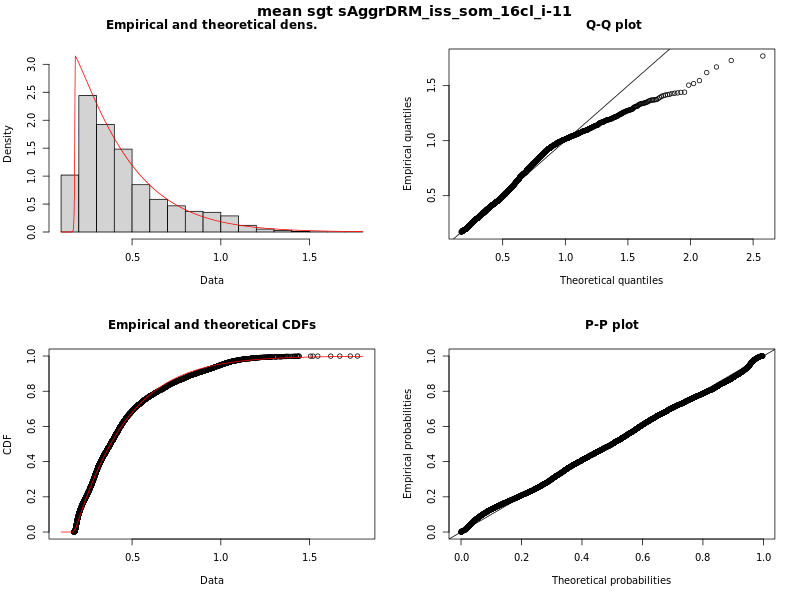 mean sgt sAggrDRM_iss_som_16cl_i-11
Empirical and theoretical dens.
Density
0.0 0.5 1.0 1.5 2.0 2.5 3.0
0.5 1.0 1.5
Data
Q-Q plot
Empirical quantiles
0.5 1.0 1.5
0.5 1.0 1.5 2.0 2.5
Theoretical quantiles
Empirical and theoretical CDFs
CDF
0.0 0.2 0.4 0.6 0.8 1.0
0.5 1.0 1.5
Data
P-P plot
Empirical probabilities
0.0 0.2 0.4 0.6 0.8 1.0
0.0 0.2 0.4 0.6 0.8 1.0
Theoretical probabilities